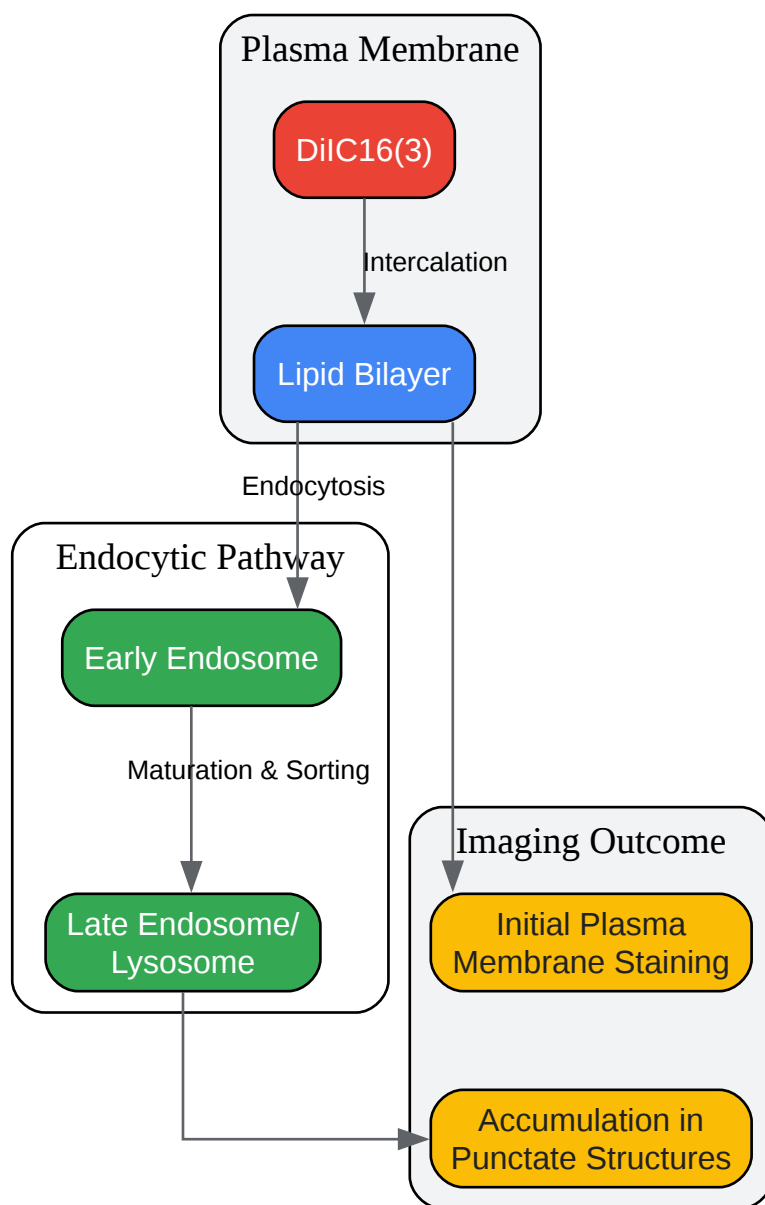 Plasma Membrane
DiIC16(3)
Intercalation
Lipid Bilayer
Endocytosis
Endocytic Pathway
Early Endosome
Maturation & Sorting
Late Endosome/
Lysosome
Imaging Outcome
Initial Plasma
Membrane Staining
Accumulation in
Punctate Structures